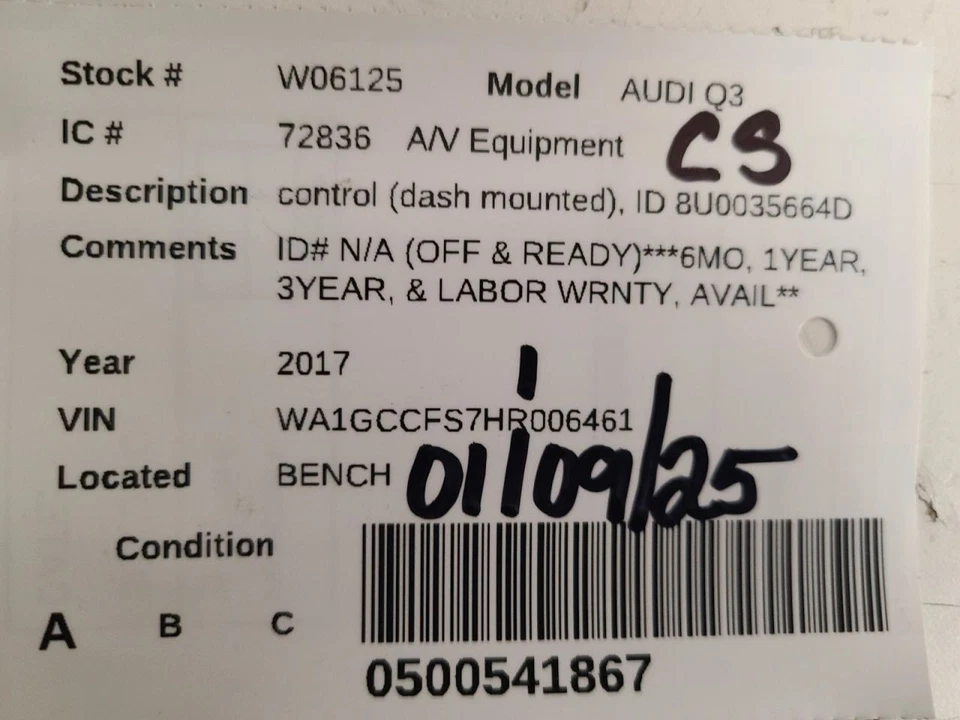 Stock # W06125 Model AUDI Q3
IC # 72836 A/V Equipment CS
Description control (dash mounted), ID 8U0035664D
Comments ID# N/A (OFF & READY)***6MO, 1YEAR,
3YEAR, & LABOR WRNTY, AVAIL**
Year 2017
VIN WA1GCCFS7HR006461
Located BENCH 01/09/25
Condition
A B C
0500541867